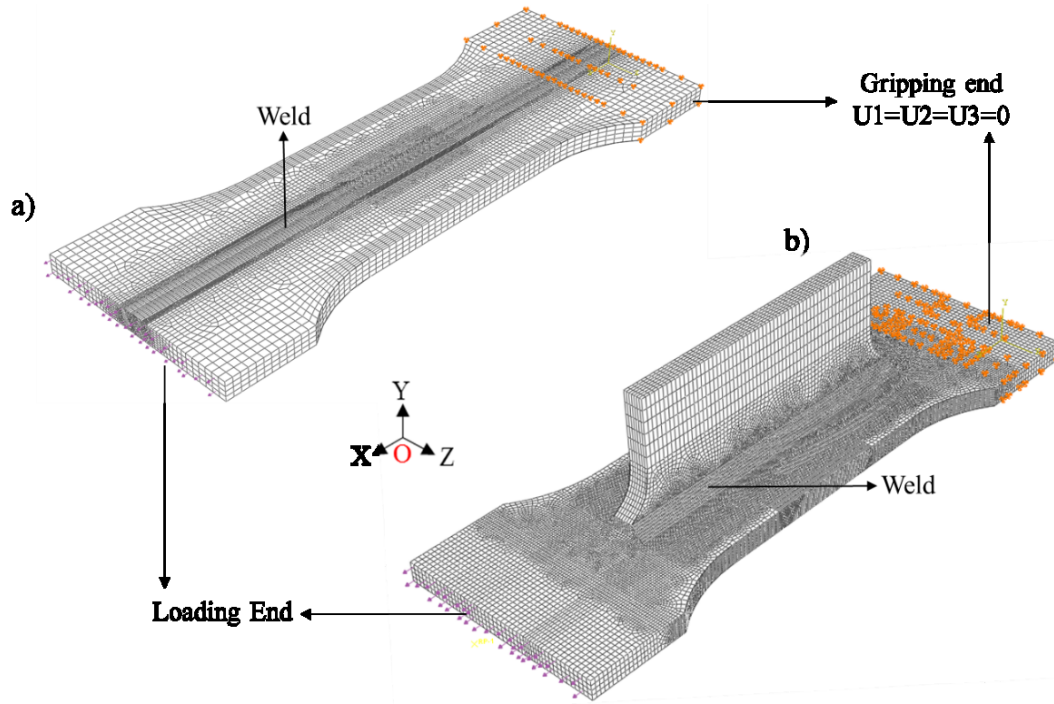 Gripping end
U1=U2=U3=0
Weld
a)
b)
Y
X
O
Z
Weld
Loading End
Y
Y